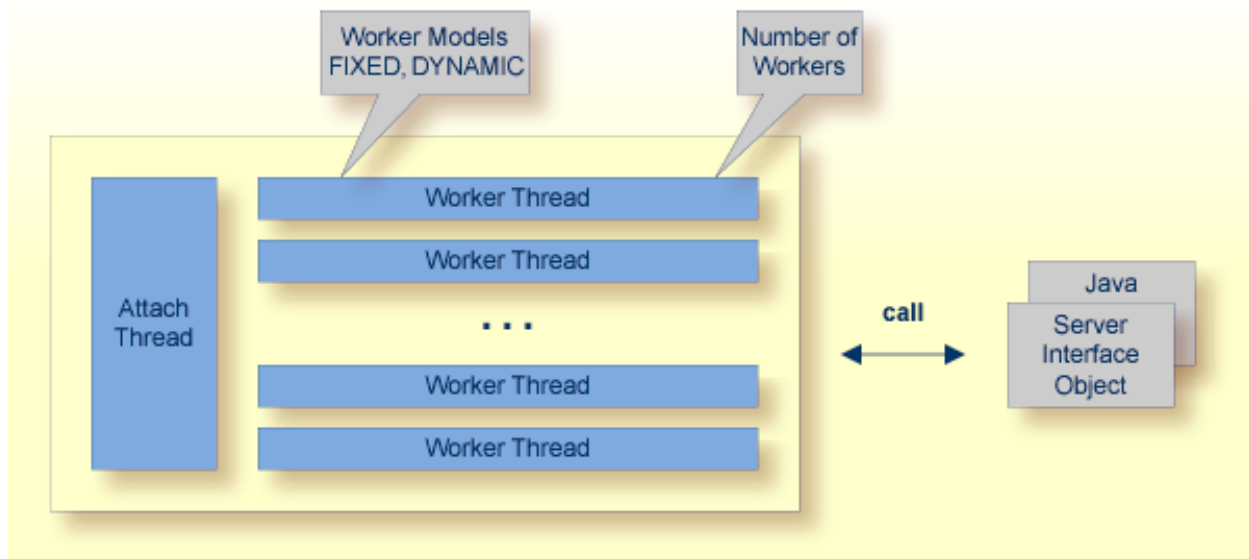 Worker Models
FIXED, DYNAMIC
Number of
Workers
Worker Thread
Worker Thread
Attach
Thread
...
Worker Thread
Worker Thread
call
Java
Server
Interface
Object